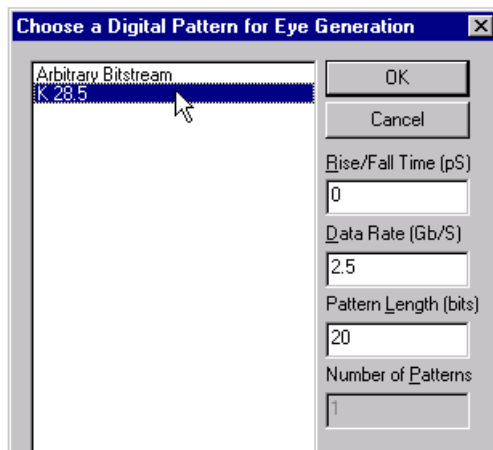 Choose a Digital Pattern for Eye Generation
Arbitrary Bitstream
K 28.5
OK
Cancel
Rise/Fall Time (pS)
0
Data Rate (Gb/S)
2.5
Pattern Length (bits)
20
Number of Patterns
1